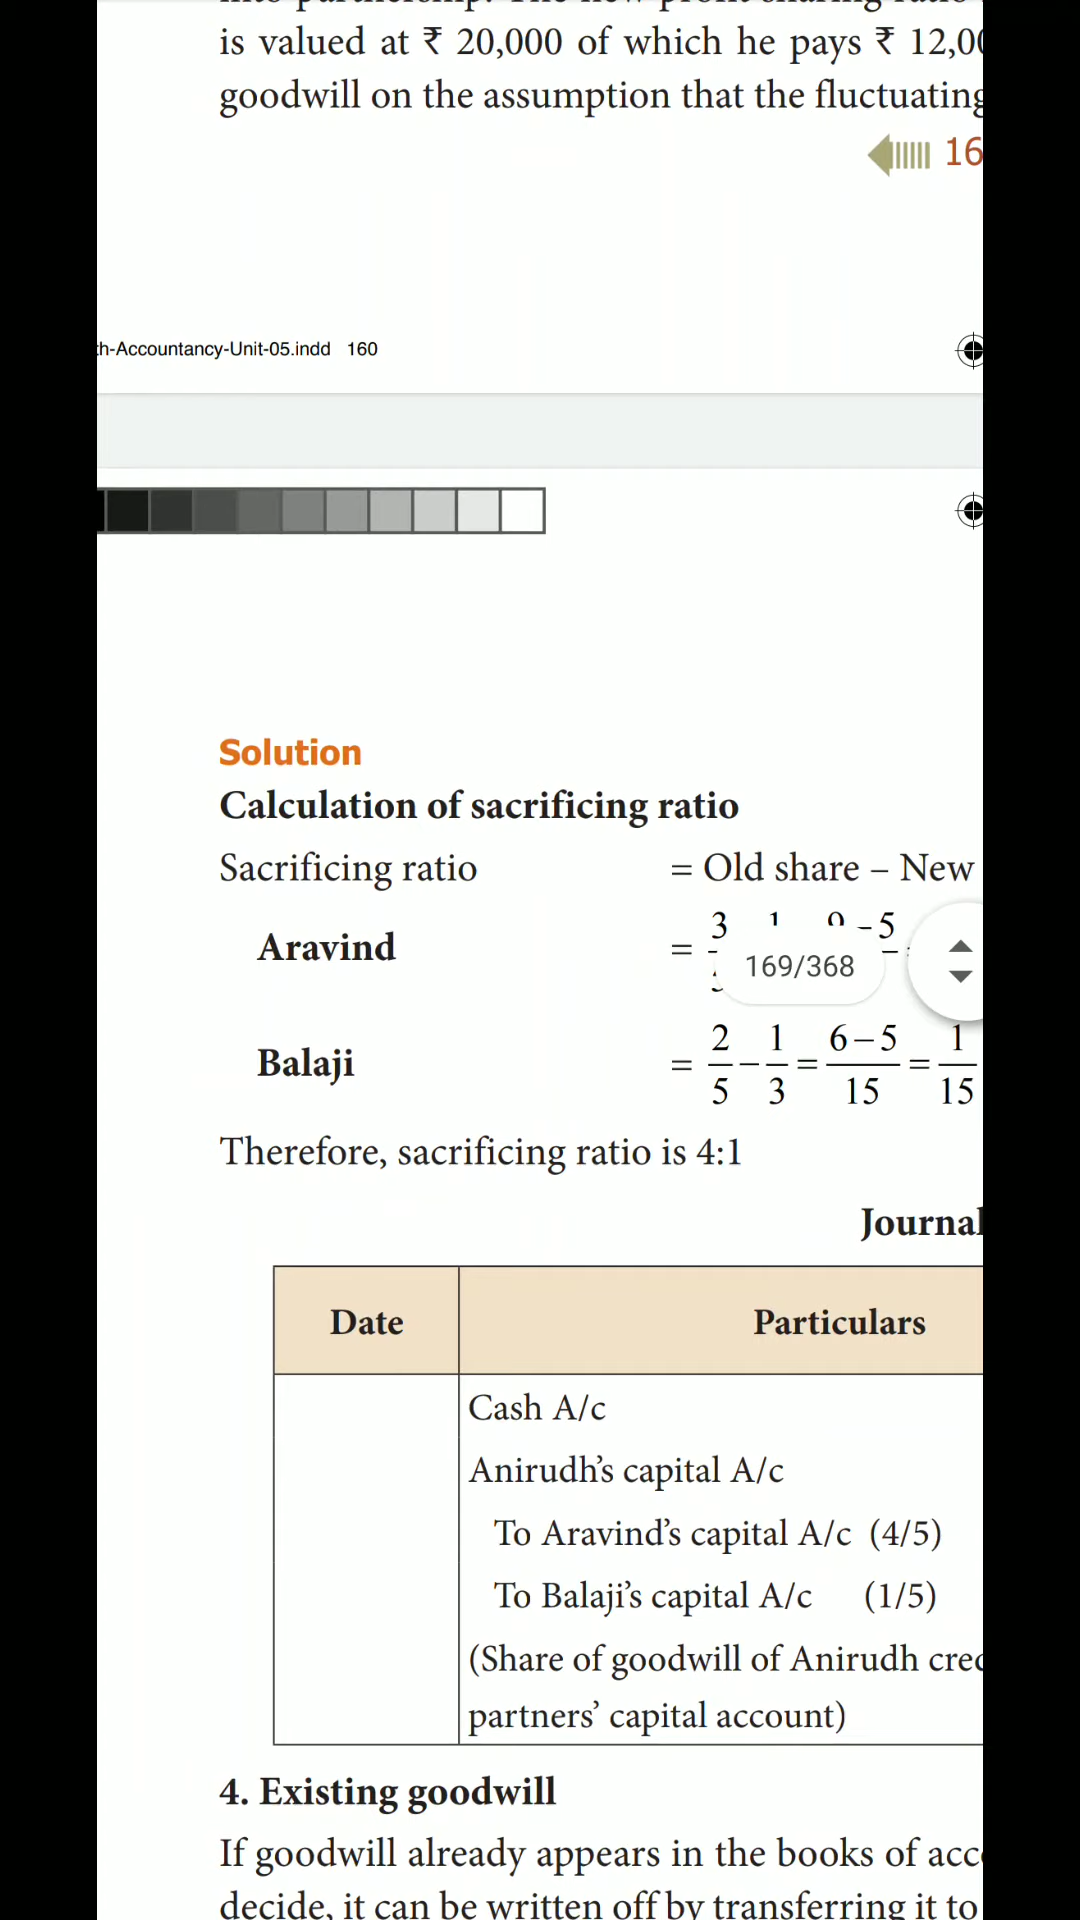 is valued at ₹ 20,000 of which he pays ₹ 12,00
goodwill on the assumption that the fluctuating
16
th-Accountancy-Unit-05.indd 160
Solution
Calculation of sacrificing ratio
Sacrificing ratio = Old share – New
Aravind = 3 1 – 5
169/368
Balaji = 2/5 – 1/3 = 6 – 5/15 = 1/15
Therefore, sacrificing ratio is 4:1
Journal
Date Particulars
Cash A/c
Anirudh's capital A/c
To Aravind's capital A/c (4/5)
To Balaji's capital A/c (1/5)
(Share of goodwill of Anirudh cred
partners' capital account)
4. Existing goodwill
If goodwill already appears in the books of acc
decide, it can be written off by transferring it to